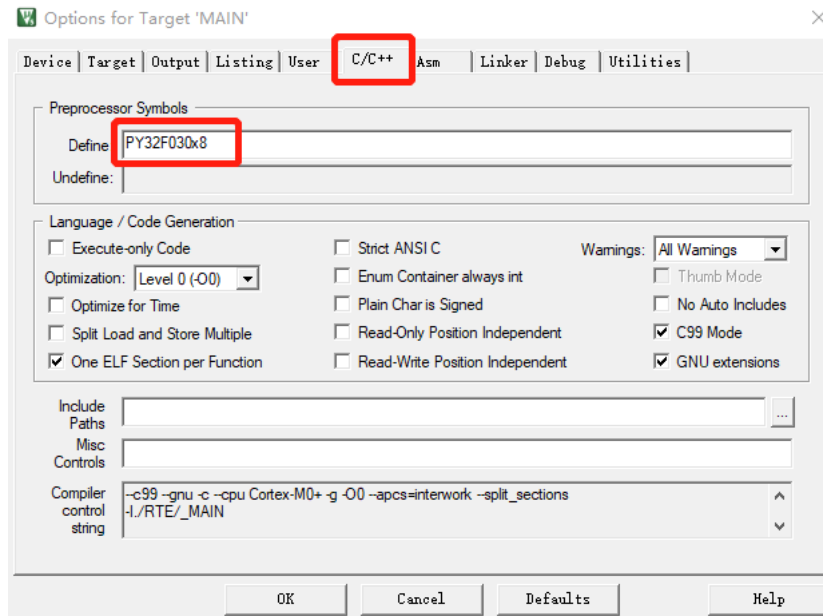 Options for Target 'MAIN'
Device Target Output Listing User C/C++ Asm Linker Debug Utilities
Preprocessor Symbols
Define PY32F030x8
Undefine:
Language / Code Generation
Execute-only Code Strict ANSI C Warnings: All Warnings
Optimization: Level 0 (-O0) Enum Container always int Thumb Mode
Optimize for Time Plain Char is Signed No Auto Includes
Split Load and Store Multiple Read-Only Position Independent C99 Mode
One ELF Section per Function Read-Write Position Independent GNU extensions
Include
Paths ...
Misc
Controls
Compiler
control
string
--c99 --gnu -c --cpu Cortex-M0+ -g -O0 --apcs=interwork --split_sections
-I./RTE/_MAIN
OK Cancel Defaults Help